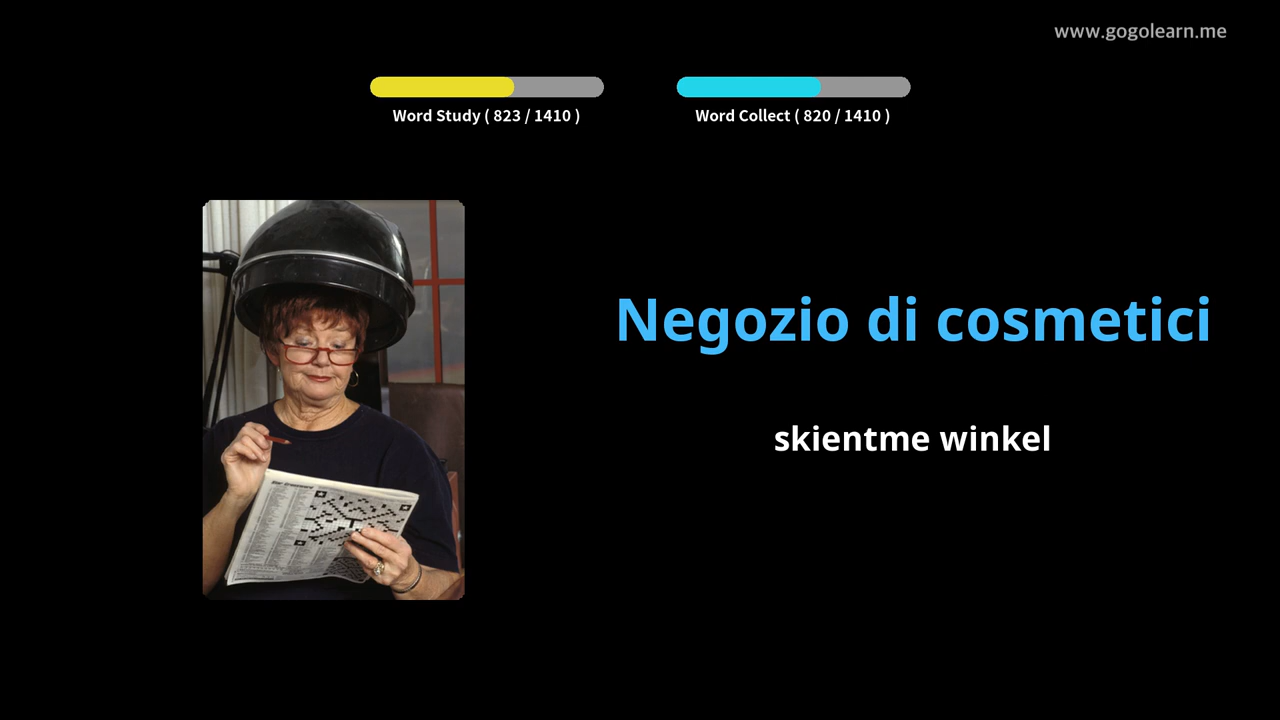 www.gogolearn.me
Word Study ( 823 / 1410 )
Word Collect ( 820 / 1410 )
Negozio di cosmetici
skientme winkel